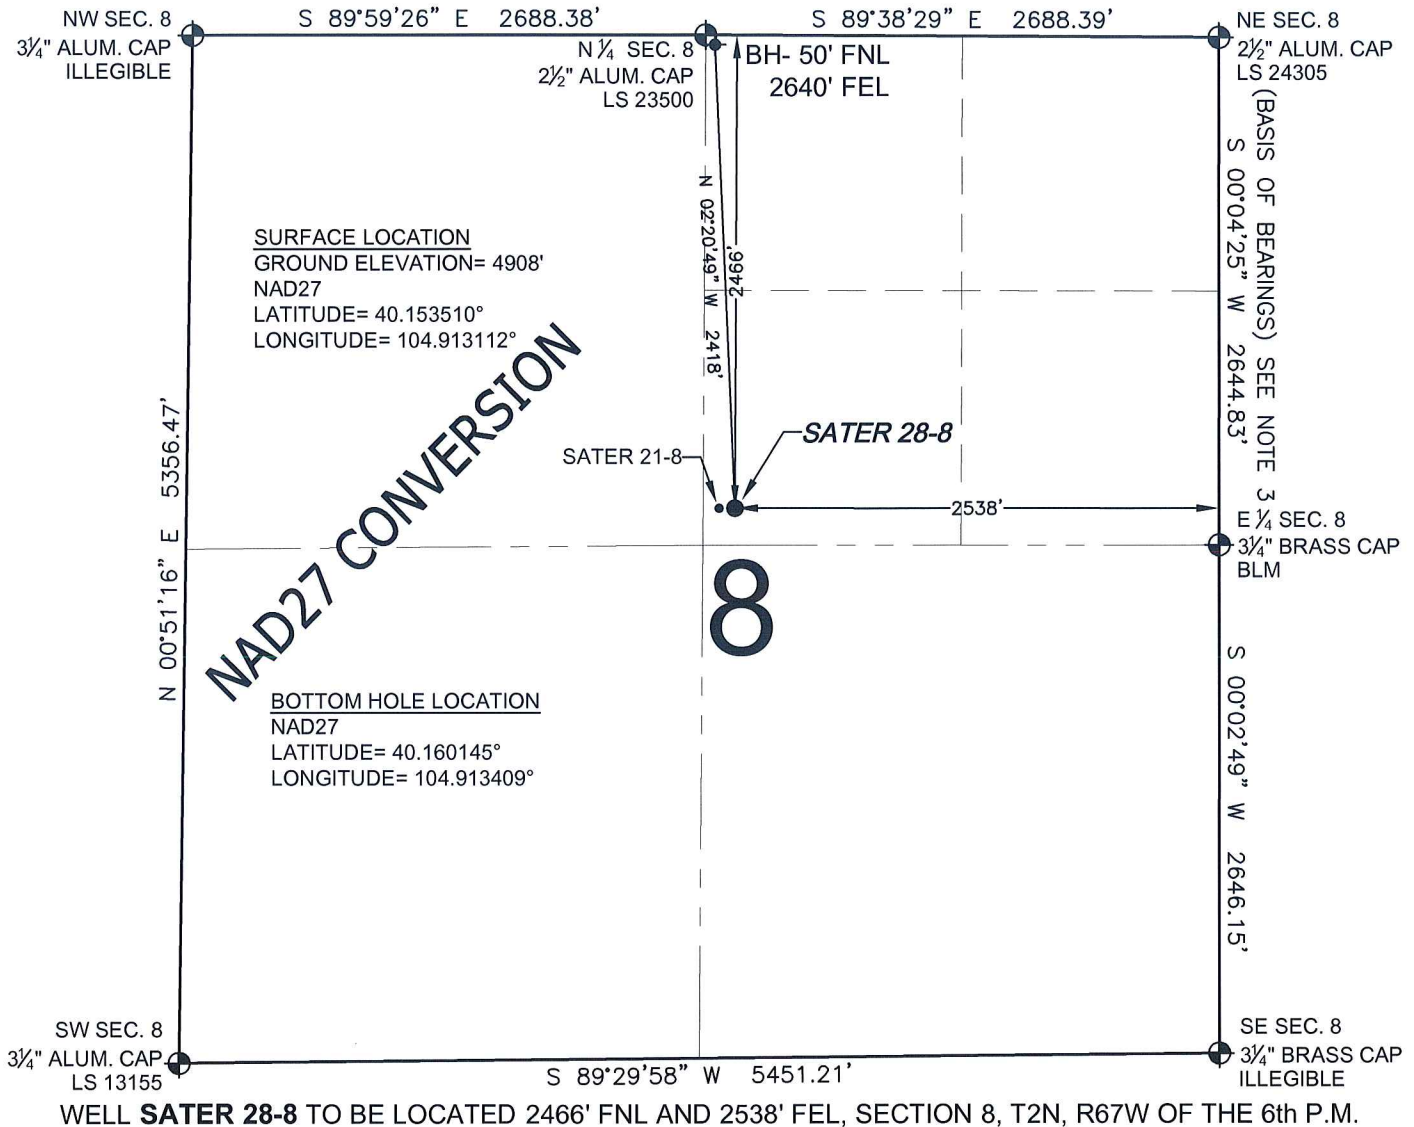 S 89°59'26" E 2688.38'
S 89°38'29" E 2688.39'
NW SEC. 8
3¼" ALUM. CAP
ILLEGIBLE
N ¼ SEC. 8
2½" ALUM. CAP
LS 23500
BH- 50' FNL
2640' FEL
NE SEC. 8
2½" ALUM. CAP
LS 24305
(BASIS OF BEARINGS) SEE NOTE 3
S 00°04'25" W 2644.83'
N 02°20'49" W 2418'
2466'
SURFACE LOCATION
GROUND ELEVATION= 4908'
NAD27
LATITUDE= 40.153510°
LONGITUDE= 104.913112°
NAD27 CONVERSION
N 00°51'16" E 5356.47'
SATER 28-8
SATER 21-8
2538'
E ¼ SEC. 8
3¼" BRASS CAP
BLM
8
BOTTOM HOLE LOCATION
NAD27
LATITUDE= 40.160145°
LONGITUDE= 104.913409°
S 00°02'49" W 2646.15'
SW SEC. 8
3¼" ALUM. CAP
LS 13155
S 89°29'58" W 5451.21'
SE SEC. 8
3¼" BRASS CAP
ILLEGIBLE
WELL SATER 28-8 TO BE LOCATED 2466' FNL AND 2538' FEL, SECTION 8, T2N, R67W OF THE 6th P.M.